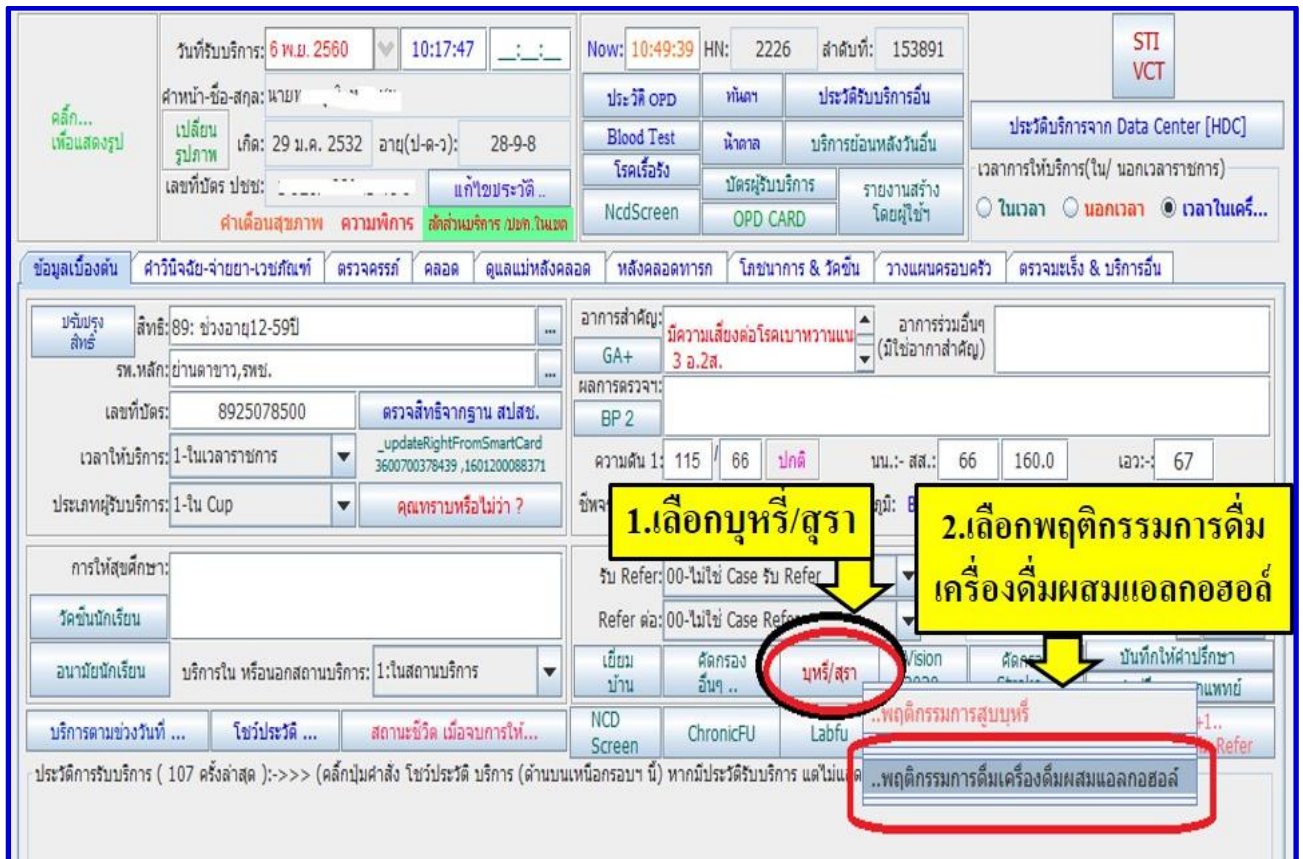 วันที่รับบริการ: 6 พ.ย. 2560 10:17:47 __:__:__
Now: 10:49:39 HN: 2226 ลำดับที่: 153891
STI
VCT
คำหน้า-ชื่อ-สกุล:
ประวัติ OPD ทันตฯ ประวัติรับบริการอื่น
คลิ๊ก...
เพื่อแสดงรูป
เปลี่ยน
รูปภาพ
เกิด: 29 ม.ค. 2532 อายุ(ป-ด-ว): 28-9-8
Blood Test น้ำตาล บริการย้อนหลังวันอื่น
ประวัติบริการจาก Data Center [HDC]
เลขที่บัตร ปชช: แก้ไขประวัติ ..
โรคเรื้อรัง บัตรผู้รับบริการ รายงานสร้าง
โดยผู้ใช้ฯ
เวลาการให้บริการ(ใน/ นอกเวลาราชการ)
NcdScreen OPD CARD
ในเวลา นอกเวลา เวลาในเครื่...
คำเตือนสุขภาพ ความพิการ
ข้อมูลเบื้องต้น คำวินิจฉัย-จ่ายยา-เวชภัณฑ์ ตรวจครรภ์ คลอด ดูแลแม่หลังคลอด หลังคลอดทารก โภชนาการ & วัคซีน วางแผนครอบครัว ตรวจมะเร็ง & บริการอื่น
ปรับปรุง
สิทธิ์
สิทธิ: 89: ช่วงอายุ12-59ปี ...
รพ.หลัก: ย่านตาขาว,รพช. ...
เลขที่บัตร: 8925078500 ตรวจสิทธิจากฐาน สปสช.
เวลาให้บริการ: 1-ในเวลาราชการ _updateRightFromSmartCard
3600700378439 ,1601200088371
ประเภทผู้รับบริการ: 1-ใน Cup คุณทราบหรือไม่ว่า ?
อาการสำคัญ: มีความเสี่ยงต่อโรคเบาหวานแน
3 อ.2ส.
GA+
อาการร่วมอื่นๆ
(มิใช่อาการสำคัญ)
ผลการตรวจฯ:
BP 2
ความดัน 1: 115 / 66 ปกติ นน.:- สส.: 66 160.0 เอว:-: 67
1.เลือกบุหรี่/สุรา
2.เลือกพฤติกรรมการดื่ม
เครื่องดื่มผสมแอลกอฮอล์
การให้สุขศึกษา:
วัคซีนนักเรียน
อนามัยนักเรียน บริการใน หรือนอกสถานบริการ: 1:ในสถานบริการ
รับ Refer: 00-ไม่ใช่ Case รับ Refer
Refer ต่อ: 00-ไม่ใช่ Case Refer
เยี่ยม
บ้าน
คัดกรอง
อื่นๆ ..
บุหรี่/สุรา
Vision
2020
บันทึกให้คำปรึกษา
บริการตามช่วงวันที่ ... โชว์ประวัติ ... สถานะชีวิต เมื่อจบการให้...
NCD
Screen
ChronicFU Labfu
..พฤติกรรมการสูบบุหรี่
..พฤติกรรมการดื่มเครื่องดื่มผสมแอลกอฮอล์
+1..
Refer
ประวัติการรับบริการ ( 107 ครั้งล่าสุด ):->>> (คลิ้กปุ่มคำสั่ง โชว์ประวัติ บริการ (ด้านบนเหนือกรอบฯ นี้) หากมีประวัติรับบริการ แต่ไม่แสด